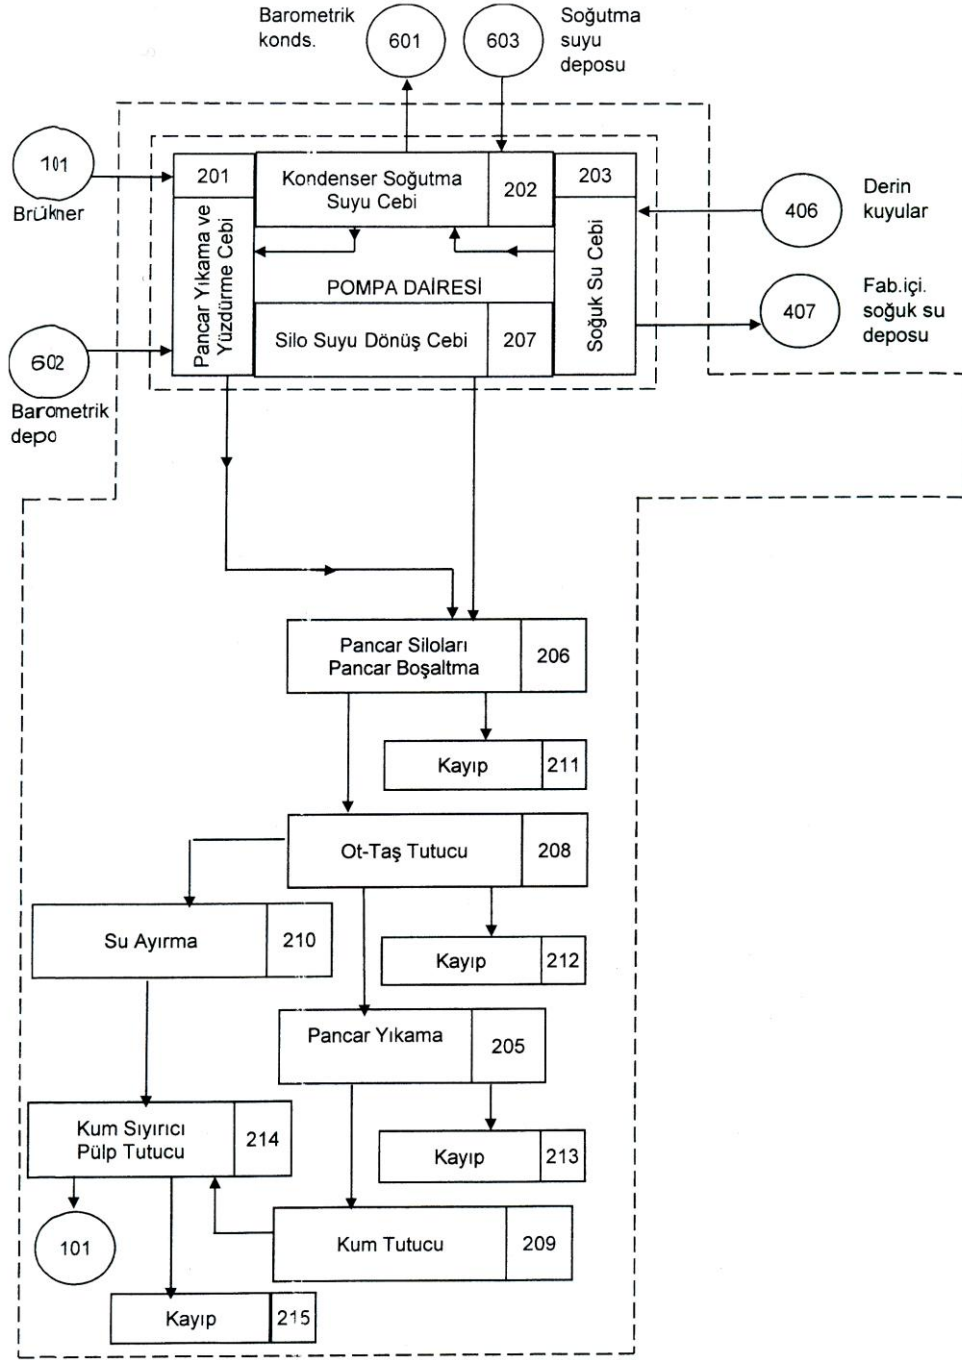 Barometrik
konds.
601
603
Soğutma
suyu
deposu
101
Brükner
201
Kondenser Soğutma
Suyu Cebi
202
203
406
Derin
kuyular
Pancar Yıkama ve
Yüzdürme Cebi
POMPA DAİRESİ
Soğuk Su Cebi
407
Fab.içi.
soğuk su
deposu
602
Barometrik
depo
Silo Suyu Dönüş Cebi
207
Pancar Siloları
Pancar Boşaltma
206
Kayıp
211
Ot-Taş Tutucu
208
Su Ayırma
210
Kayıp
212
Pancar Yıkama
205
Kum Sıyırıcı
Pülp Tutucu
214
Kayıp
213
101
Kum Tutucu
209
Kayıp
215